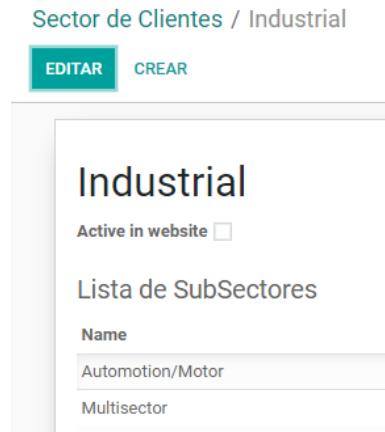 Sector de Clientes / Industrial
EDITAR CREAR
Industrial
Active in website
Lista de SubSectores
Name
Automotion/Motor
Multisector